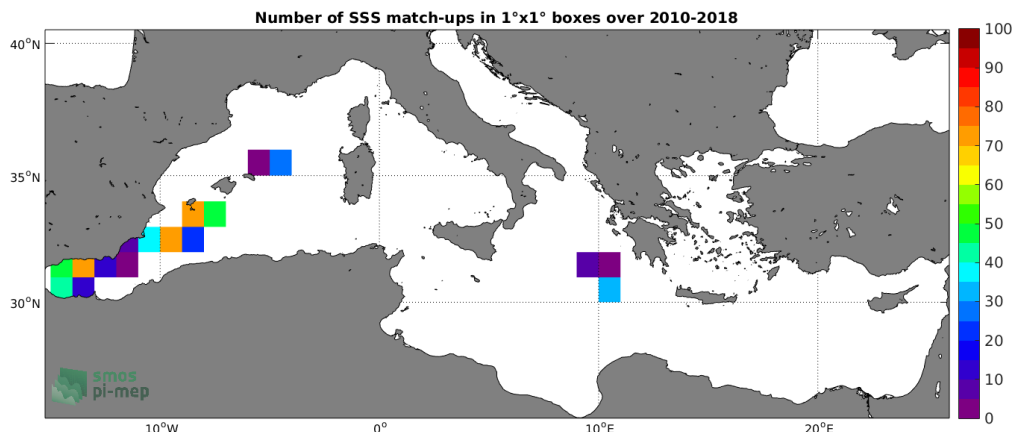 Number of SSS match-ups in 1°x1° boxes over 2010-2018
40°N
35°N
30°N
10°W
0°
10°E
20°E
100
90
80
70
60
50
40
30
20
10
0
smos
pi-mep